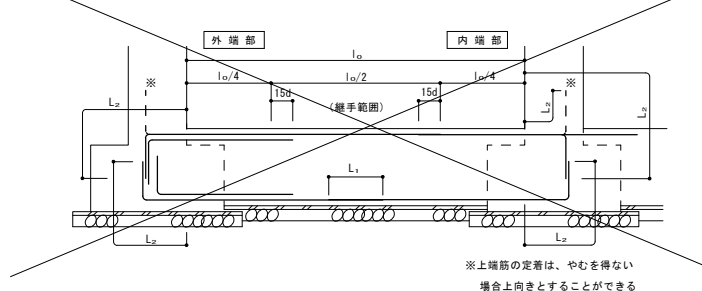 外 端 部
内 端 部
l₀
l₀/4
l₀/2
l₀/4
15d
(継手範囲)
15d
※
※
L₂
L₂
L₂
L₁
L₂
L₂
※上端筋の定着は、やむを得ない
場合上向きとすることができる